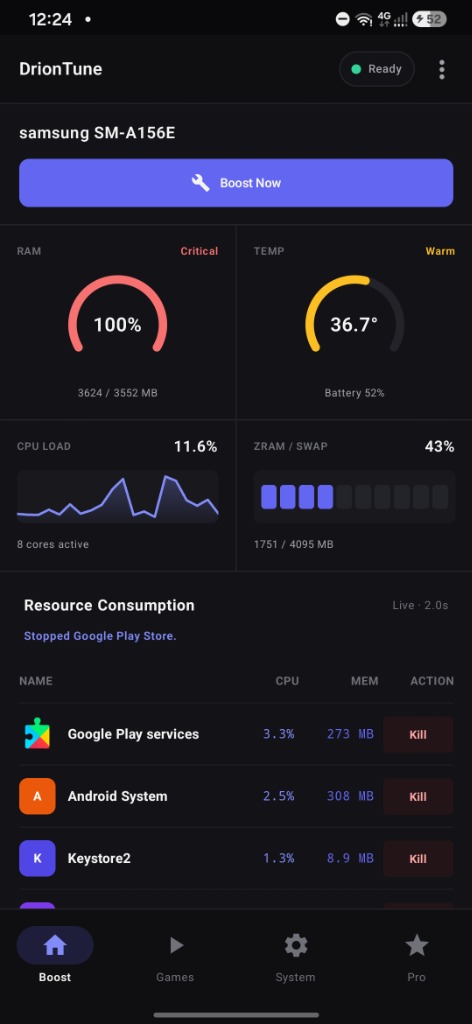 12:24
4G
52
DrionTune
Ready
samsung SM-A156E
Boost Now
RAM
Critical
100%
3624 / 3552 MB
TEMP
Warm
36.7°
Battery 52%
CPU LOAD
11.6%
8 cores active
ZRAM / SWAP
43%
1751 / 4095 MB
Resource Consumption
Live · 2.0s
Stopped Google Play Store.
NAME CPU MEM ACTION
Google Play services 3.3% 273 MB Kill
A Android System 2.5% 308 MB Kill
K Keystore2 1.3% 8.9 MB Kill
Boost Games System Pro